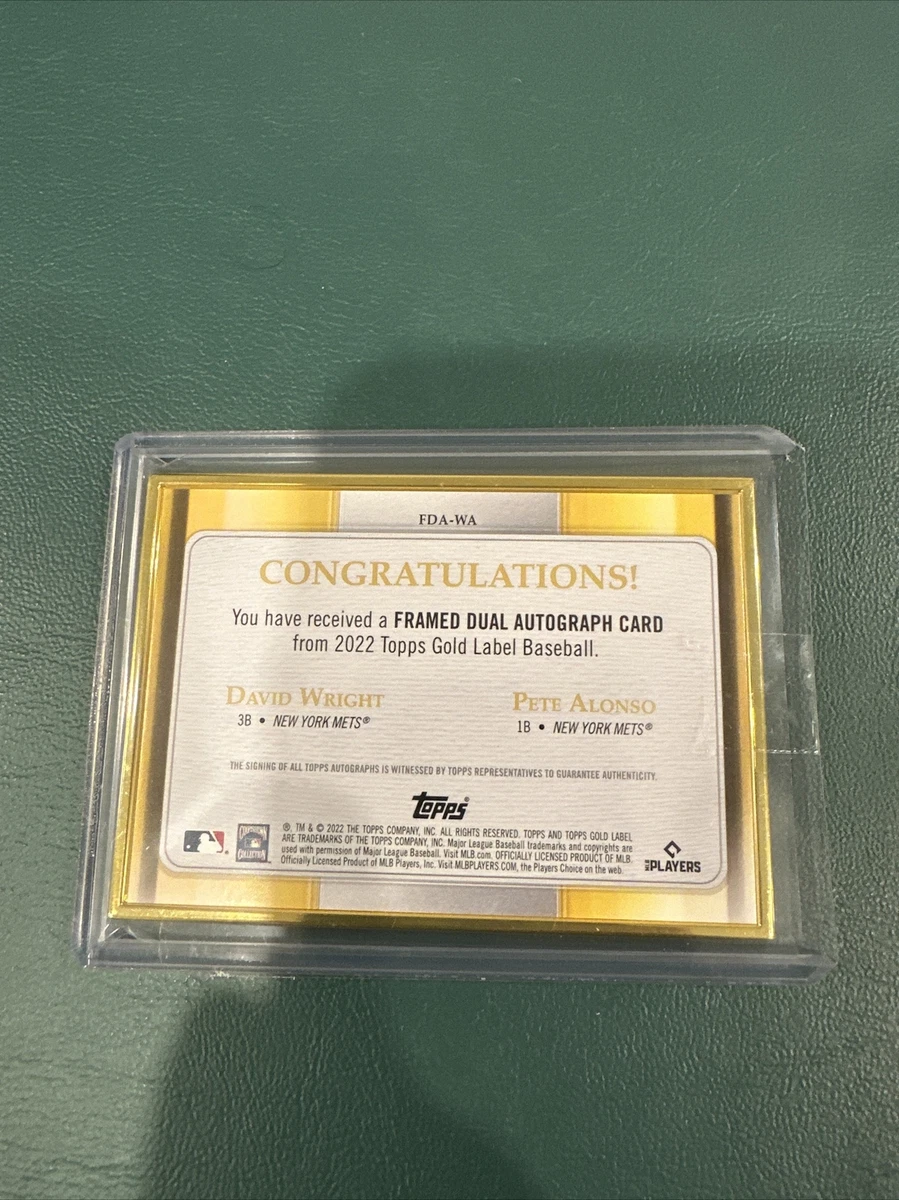 FDA-WA
CONGRATULATIONS!
You have received a FRAMED DUAL AUTOGRAPH CARD
from 2022 Topps Gold Label Baseball.
DAVID WRIGHT
3B • NEW YORK METS®
PETE ALONSO
1B • NEW YORK METS®
THE SIGNING OF ALL TOPPS AUTOGRAPHS IS WITNESSED BY TOPPS REPRESENTATIVES TO GUARANTEE AUTHENTICITY.
topps®
®, TM & © 2022 THE TOPPS COMPANY, INC. ALL RIGHTS RESERVED. TOPPS AND TOPPS GOLD LABEL
ARE TRADEMARKS OF THE TOPPS COMPANY, INC. Major League Baseball trademarks and copyrights are
used with permission of Major League Baseball. Visit MLB.com. OFFICIALLY LICENSED PRODUCT OF MLB
Officially Licensed Product of MLB Players, Inc. Visit MLBPLAYERS.COM, the Players Choice on the web.
COOPERSTOWN
COLLECTION
MLB PLAYERS